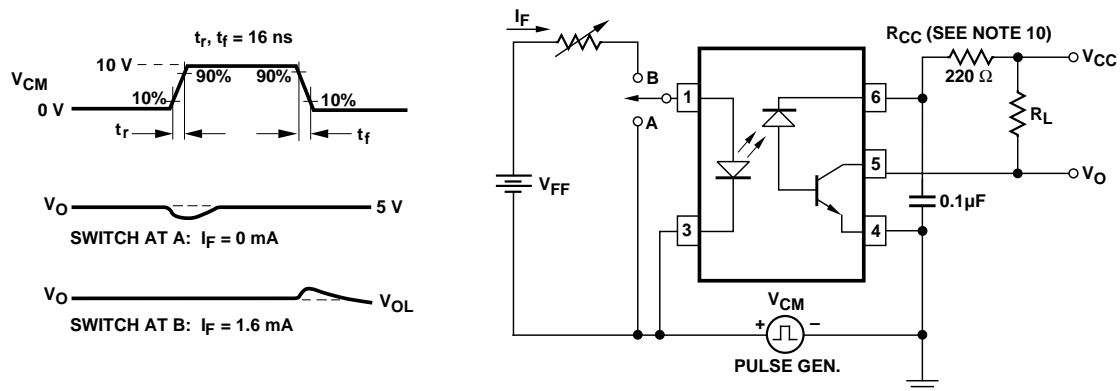 t_r, t_f = 16 ns
V_CM
10 V
0 V
10%
90%
90%
10%
t_r
t_f
V_O
5 V
SWITCH AT A: I_F = 0 mA
V_O
V_OL
SWITCH AT B: I_F = 1.6 mA
I_F
B
A
V_FF
1
3
6
5
4
R_CC (SEE NOTE 10)
220 Ω
V_CC
R_L
V_O
0.1µF
V_CM
+
–
PULSE GEN.